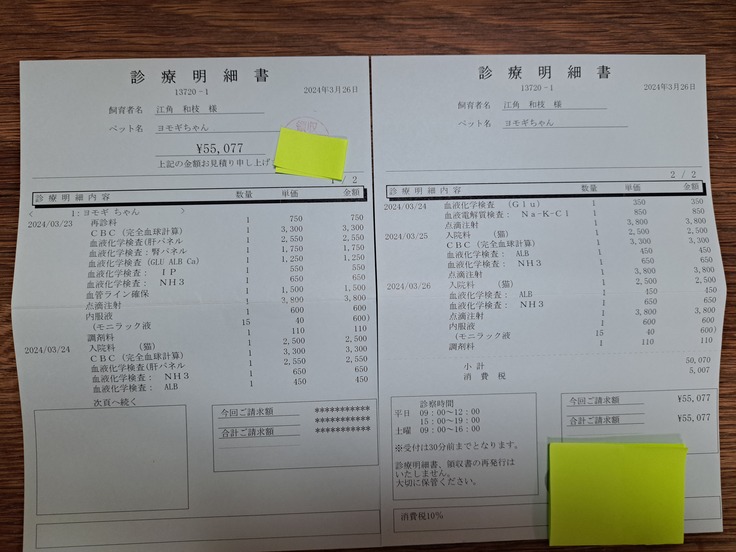 診療明細書
13720-1
2024年3月26日
飼育者名 江角 和枝 様
ペット名 ヨモギちゃん
領収
¥55,077
上記の金額お見積り申し上げ
1 / 2
診療明細内容 数量 単価 金額
< 1:ヨモギ ちゃん >
2024/03/23 再診料 1 750 750
CBC(完全血球計算) 1 3,300 3,300
血液化学検査(肝パネル 1 2,550 2,550
血液化学検査:腎パネル 1 1,750 1,750
血液化学検査(GLU ALB Ca) 1 1,250 1,250
血液化学検査: IP 1 550 550
血液化学検査: NH3 1 650 650
血管ライン確保 1 1,500 1,500
点滴注射 1 3,800 3,800
内服液 1 600 600
(モニラック液 15 40 600)
調剤料 1 110 110
2024/03/24 入院料 (猫) 1 2,500 2,500
CBC(完全血球計算) 1 3,300 3,300
血液化学検査(肝パネル 1 2,550 2,550
血液化学検査: NH3 1 650 650
血液化学検査: ALB 1 450 450
次頁へ続く
今回ご請求額 ***********
***********
合計ご請求額 ***********
診療明細書
13720-1
2024年3月26日
飼育者名 江角 和枝 様
ペット名 ヨモギちゃん
2 / 2
診療明細内容 数量 単価 金額
2024/03/24 血液化学検査 (Glu) 1 350 350
血液電解質検査: Na-K-Cl 1 850 850
点滴注射 1 3,800 3,800
2024/03/25 入院料 (猫) 1 2,500 2,500
CBC(完全血球計算) 1 3,300 3,300
血液化学検査: ALB 1 450 450
血液化学検査: NH3 1 650 650
点滴注射 1 3,800 3,800
2024/03/26 入院料 (猫) 1 2,500 2,500
血液化学検査: ALB 1 450 450
血液化学検査: NH3 1 650 650
点滴注射 1 3,800 3,800
内服液 1 600 600
(モニラック液 15 40 600)
調剤料 1 110 110
小計 50,070
消費税 5,007
診察時間
平日 09:00~12:00
15:00~19:00
土曜 09:00~16:00
※受付は30分前までとなります。
診療明細書、領収書の再発行は
いたしません。
大切に保管ください。
今回ご請求額 ¥55,077
合計ご請求額 ¥55,077
消費税10%